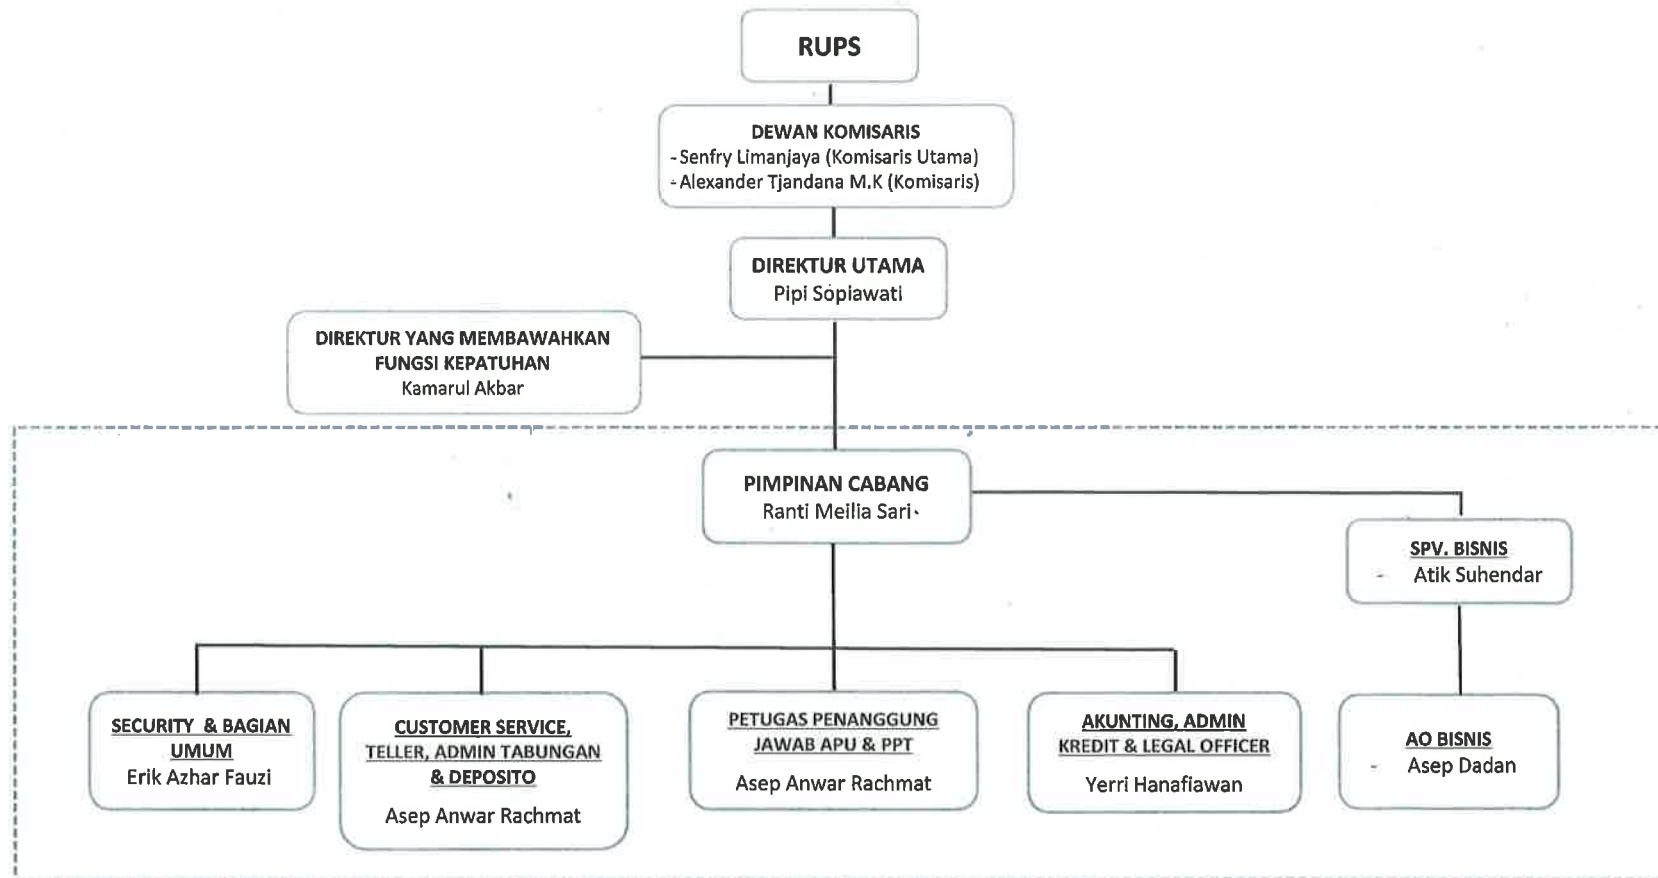 RUPS
DEWAN KOMISARIS
- Senfry Limanjaya (Komisaris Utama)
- Alexander Tjandana M.K (Komisaris)
DIREKTUR UTAMA
Pipi Sopiawati
DIREKTUR YANG MEMBAWAHKAN
FUNGSI KEPATUHAN
Kamarul Akbar
PIMPINAN CABANG
Ranti Meilia Sari
SPV. BISNIS
- Atik Suhendar
SECURITY & BAGIAN
UMUM
Erik Azhar Fauzi
CUSTOMER SERVICE,
TELLER, ADMIN TABUNGAN
& DEPOSITO
Asep Anwar Rachmat
PETUGAS PENANGGUNG
JAWAB APU & PPT
Asep Anwar Rachmat
AKUNTING, ADMIN
KREDIT & LEGAL OFFICER
Yerri Hanafiawan
AO BISNIS
- Asep Dadan